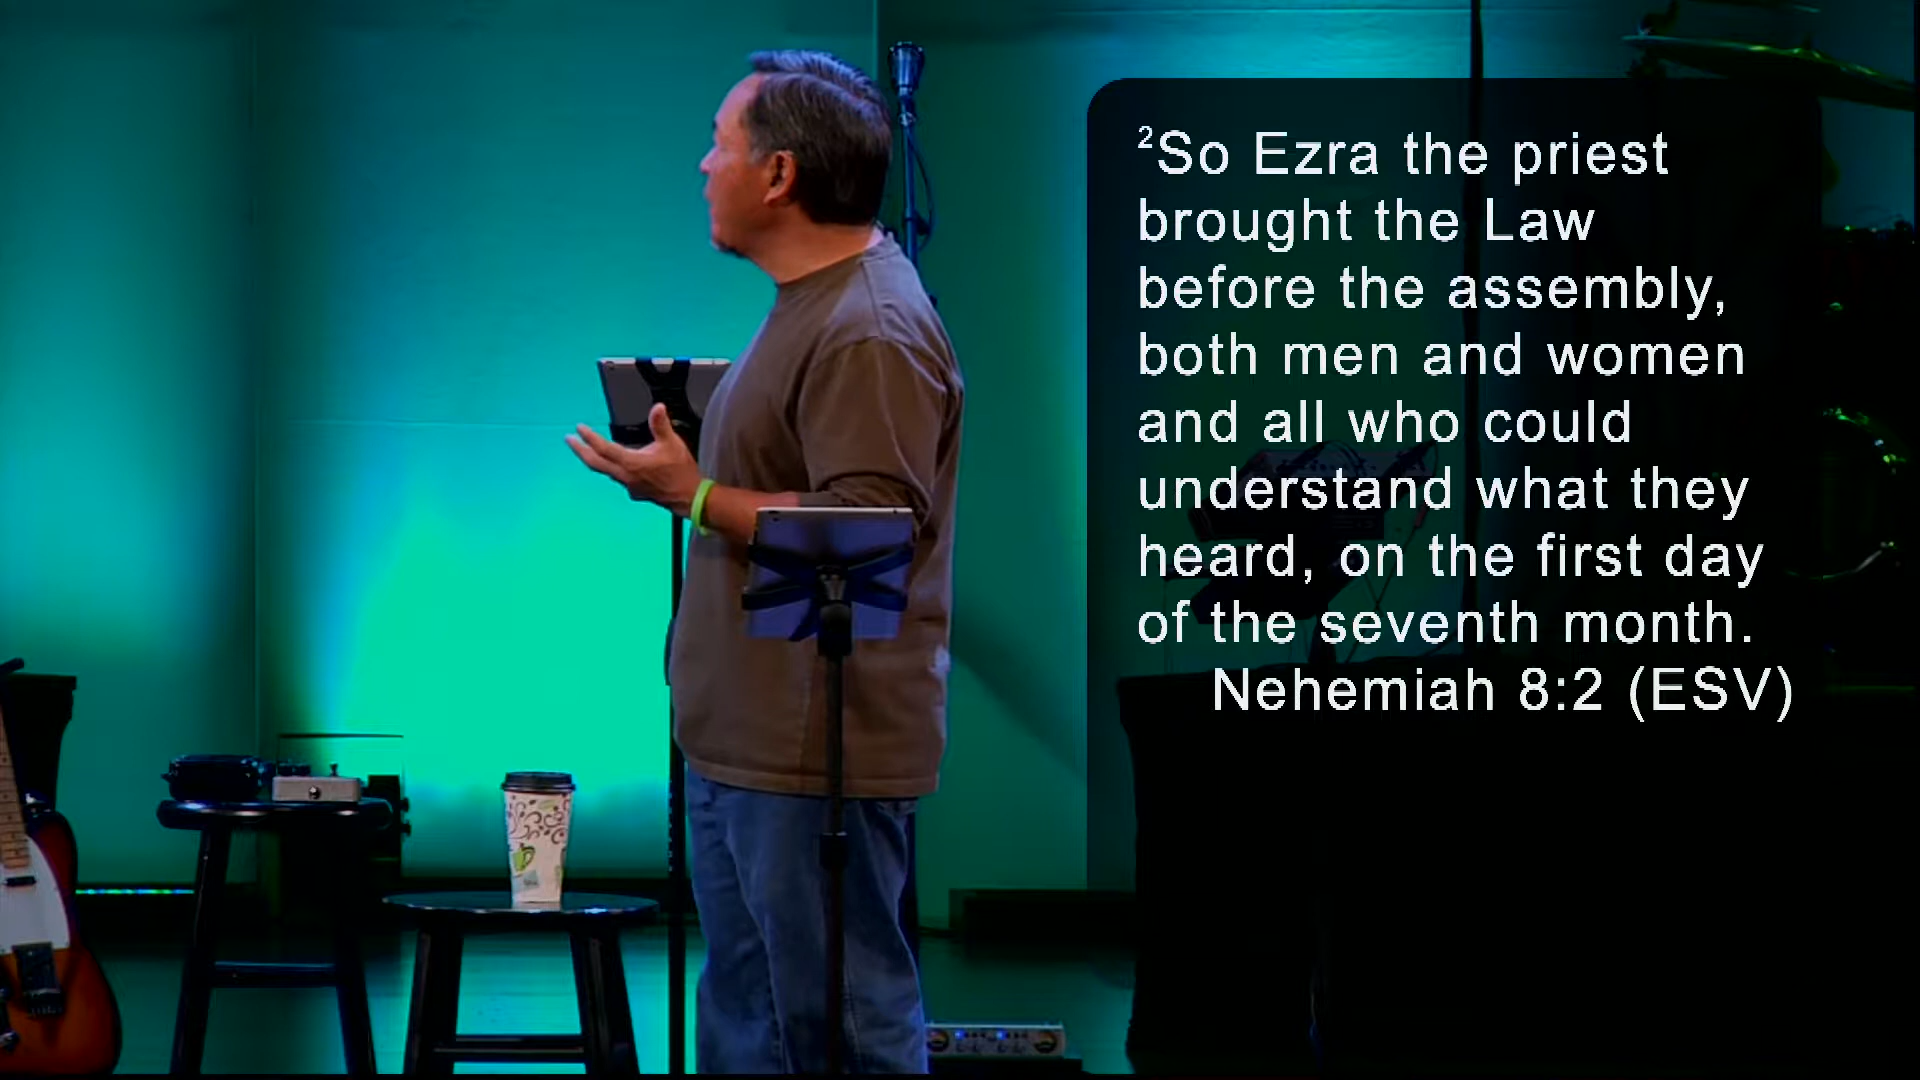 ²So Ezra the priest
brought the Law
before the assembly,
both men and women
and all who could
understand what they
heard, on the first day
of the seventh month.
Nehemiah 8:2 (ESV)